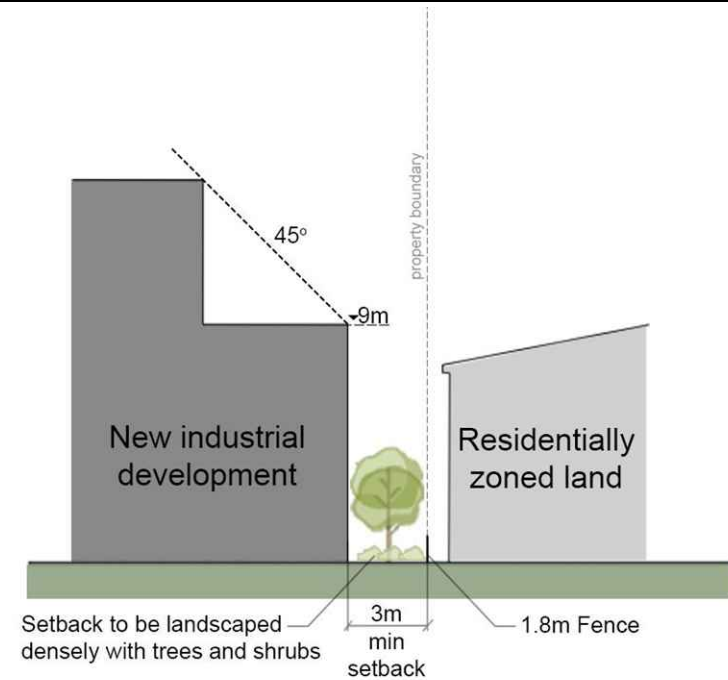 property boundary
45°
9m
New industrial
development
Residentially
zoned land
Setback to be landscaped
densely with trees and shrubs
3m
min
setback
1.8m Fence